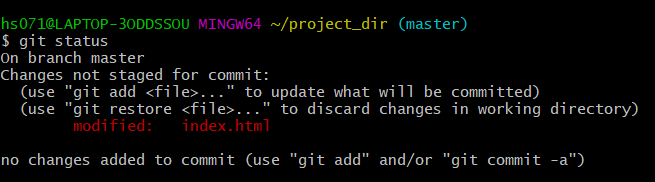 hs071@LAPTOP-3ODDSSOU MINGW64 ~/project_dir (master)
$ git status
On branch master
Changes not staged for commit:
  (use "git add <file>..." to update what will be committed)
  (use "git restore <file>..." to discard changes in working directory)
        modified:   index.html

no changes added to commit (use "git add" and/or "git commit -a")